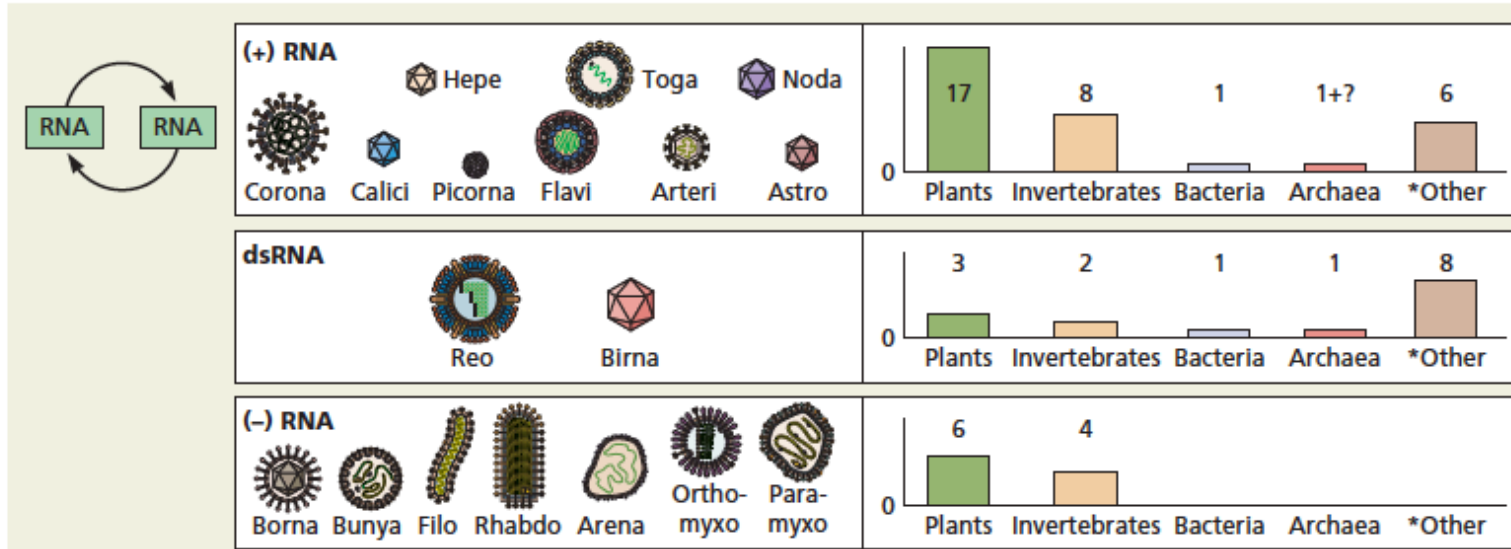 RNA RNA
(+) RNA
Hepe Toga Noda
Corona Calici Picorna Flavi Arteri Astro
17 8 1 1+? 6
0
Plants Invertebrates Bacteria Archaea *Other
dsRNA
Reo Birna
3 2 1 1 8
0
Plants Invertebrates Bacteria Archaea *Other
(–) RNA
Borna Bunya Filo Rhabdo Arena Ortho- Para-
myxo myxo
6 4
0
Plants Invertebrates Bacteria Archaea *Other